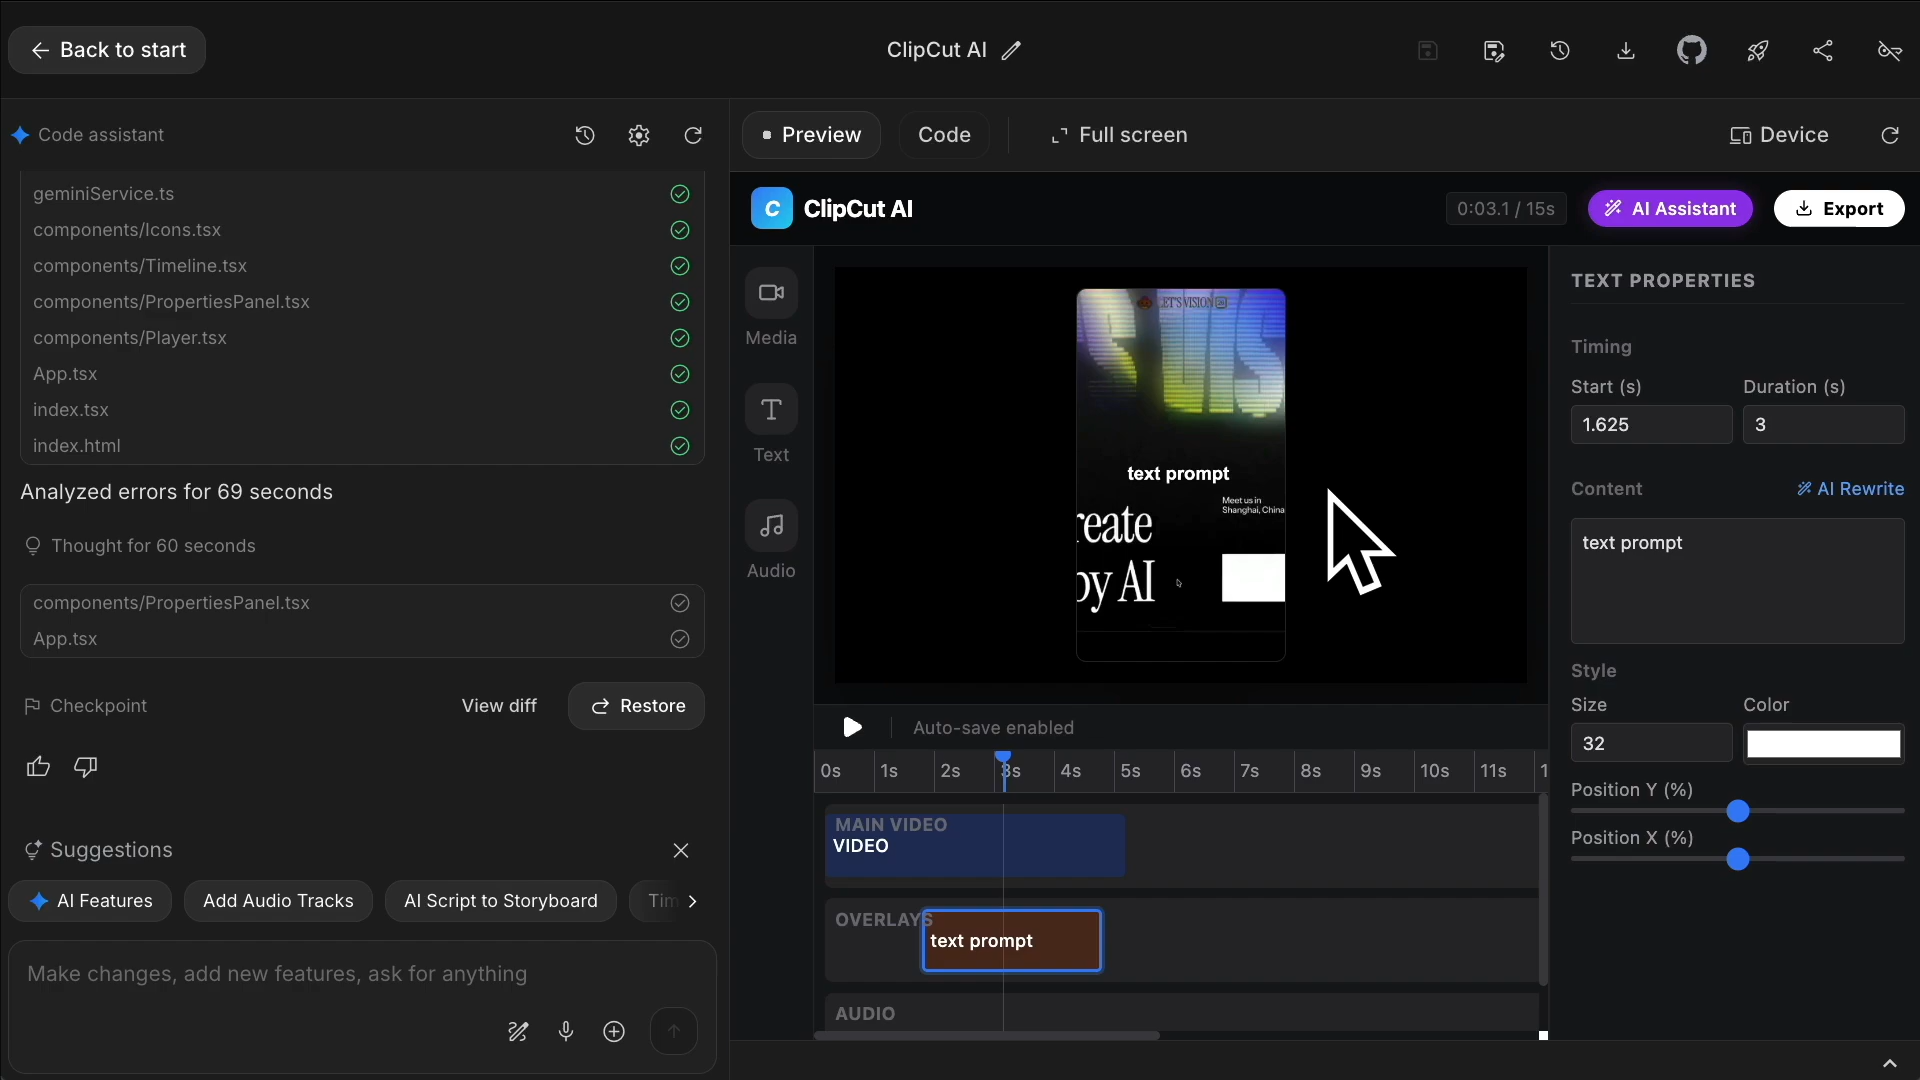 Back to start
ClipCut AI
Code assistant
geminiService.ts
components/Icons.tsx
components/Timeline.tsx
components/PropertiesPanel.tsx
components/Player.tsx
App.tsx
index.tsx
index.html
Analyzed errors for 69 seconds
Thought for 60 seconds
components/PropertiesPanel.tsx
App.tsx
Checkpoint
View diff
Restore
Suggestions
AI Features
Add Audio Tracks
AI Script to Storyboard
Tim
Make changes, add new features, ask for anything
Preview
Code
Full screen
Device
C
ClipCut AI
0:03.1 / 15s
AI Assistant
Export
Media
Text
Audio
LET'S VISION
text prompt
Meet us in
Shanghai, China
reate
by AI
Auto-save enabled
0s 1s 2s 3s 4s 5s 6s 7s 8s 9s 10s 11s 1
MAIN VIDEO
VIDEO
OVERLAYS
text prompt
AUDIO
TEXT PROPERTIES
Timing
Start (s)
Duration (s)
1.625
3
Content
AI Rewrite
text prompt
Style
Size
Color
32
Position Y (%)
Position X (%)